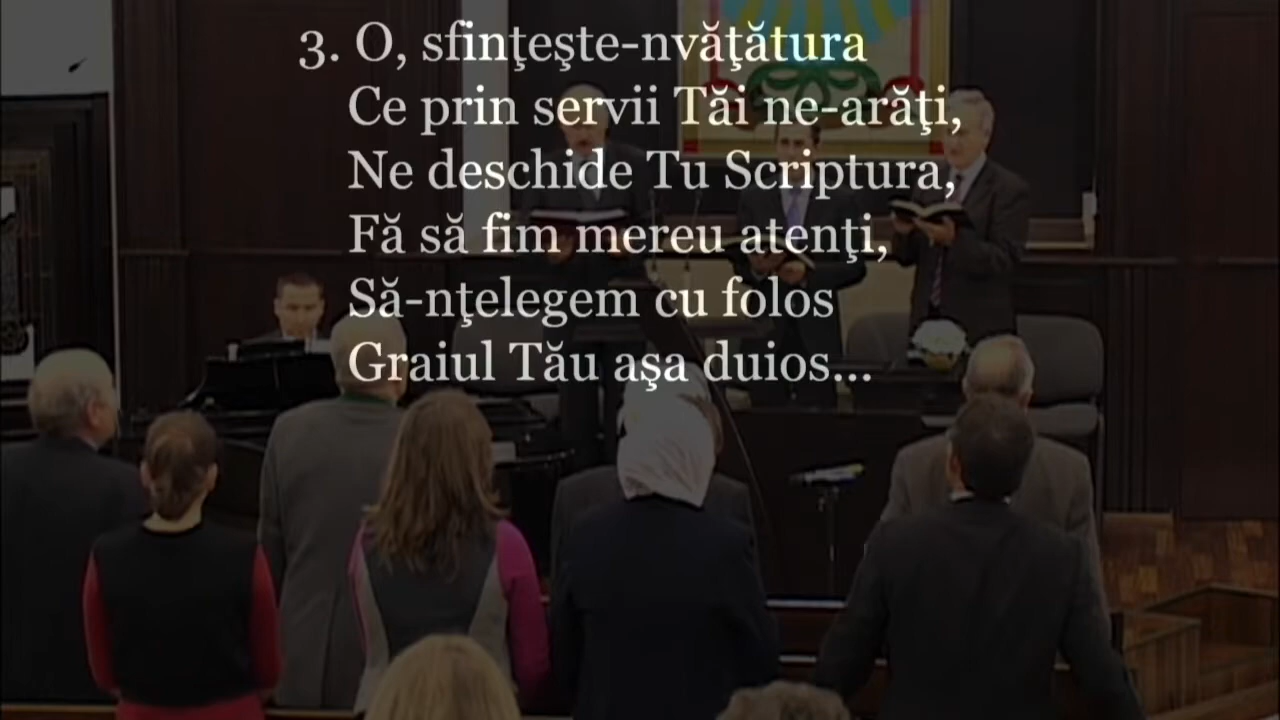 3. O, sfinţeşte-nvăţătura
Ce prin servii Tăi ne-arăţi,
Ne deschide Tu Scriptura,
Fă să fim mereu atenţi,
Să-nţelegem cu folos
Graiul Tău aşa duios...